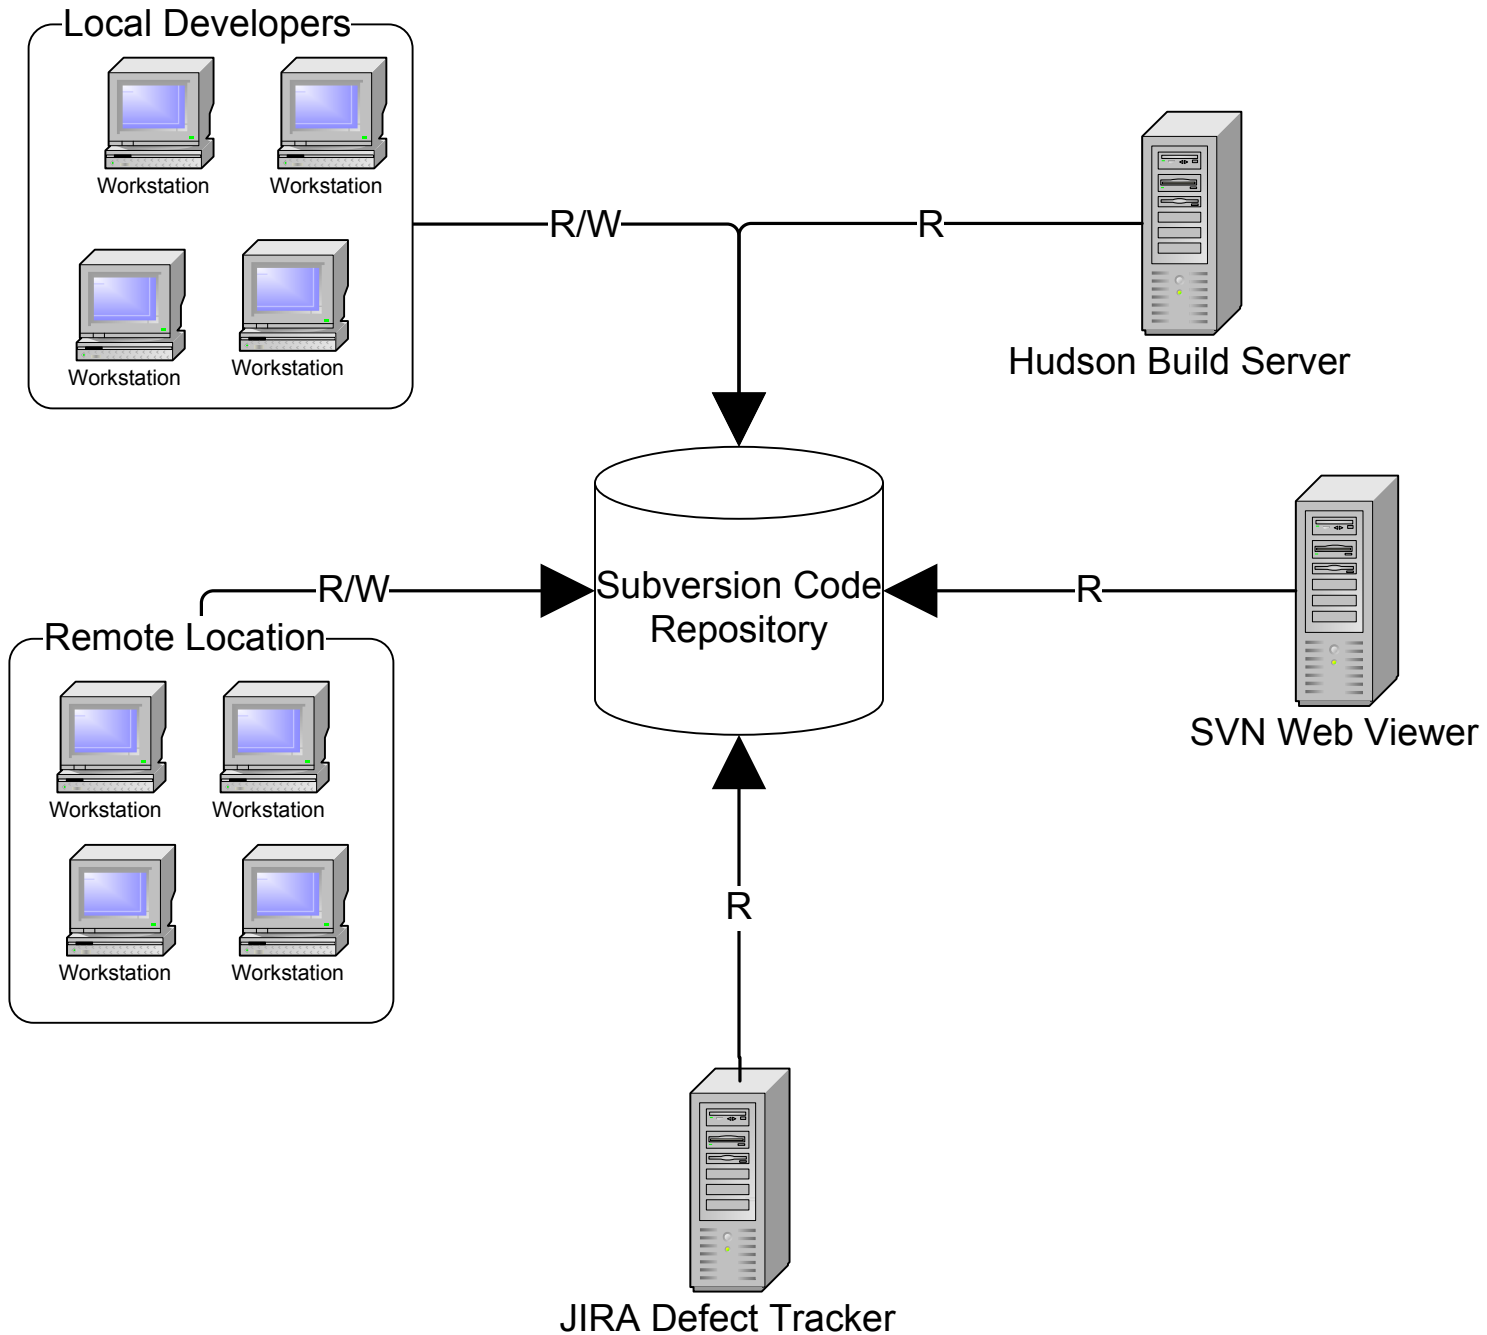 Local Developers
Workstation
Workstation
Workstation
Workstation
R/W
R
Hudson Build Server
Subversion Code
Repository
R/W
R
SVN Web Viewer
Remote Location
Workstation
Workstation
Workstation
Workstation
R
JIRA Defect Tracker